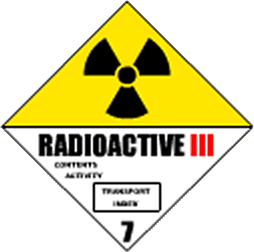 RADIOACTIVE III
CONTENTS
ACTIVITY
TRANSPORT
INDEX
7